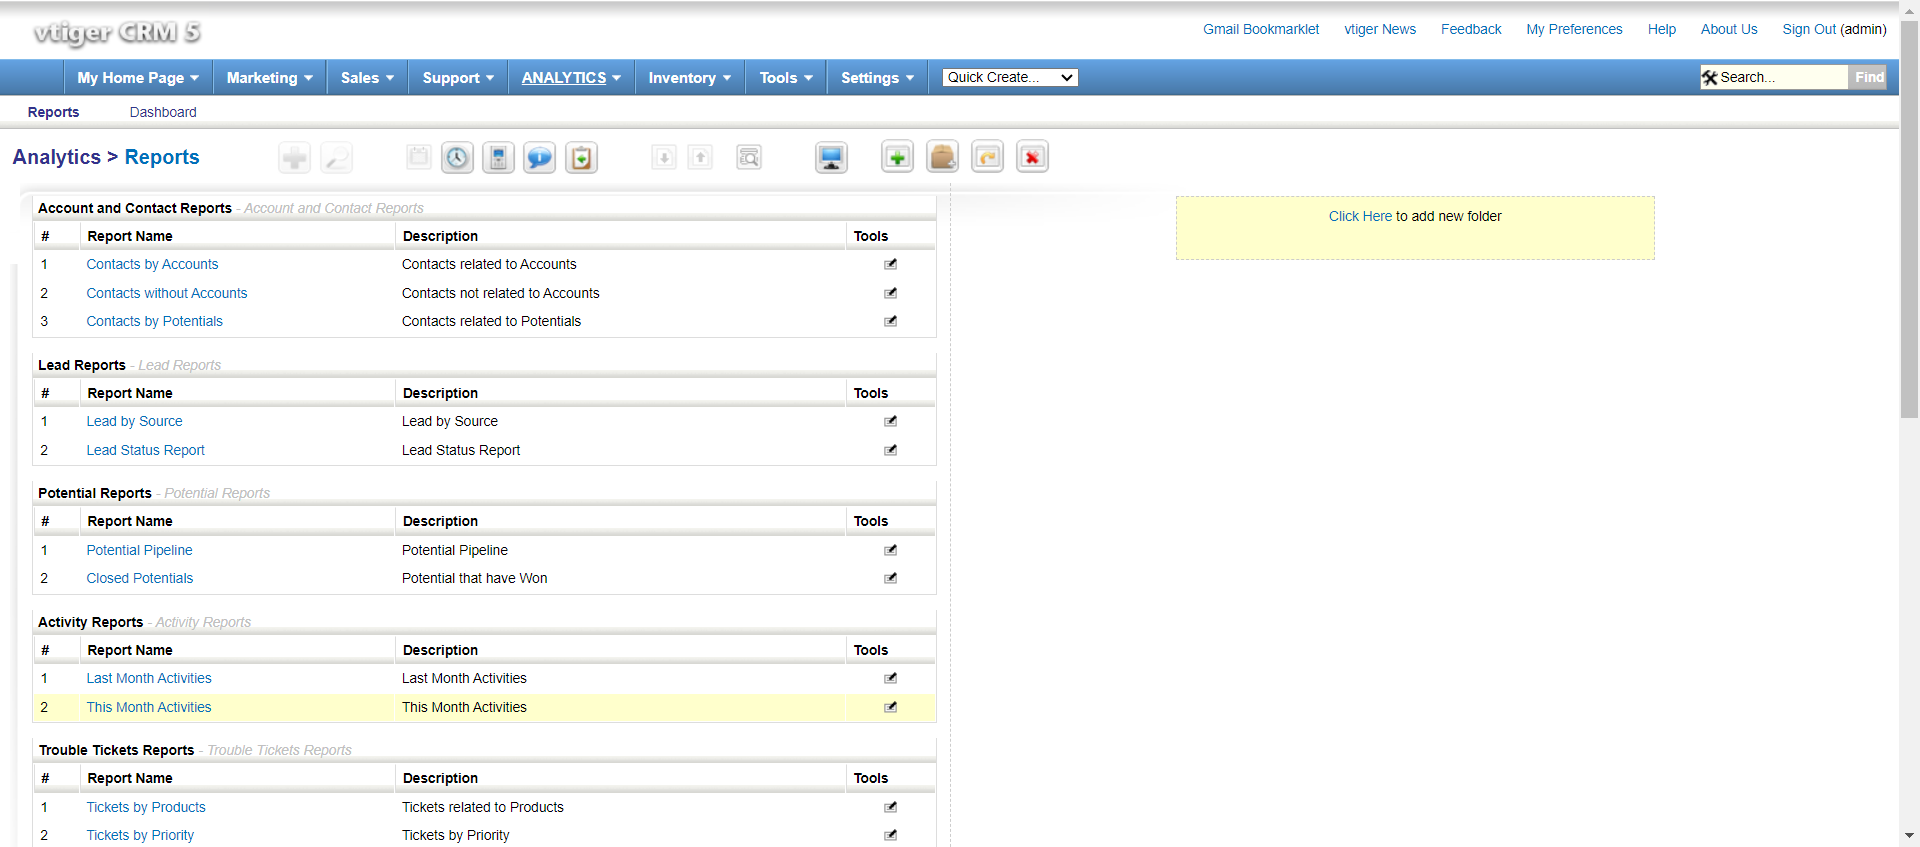 vtiger CRM 5
Gmail Bookmarklet vtiger News Feedback My Preferences Help About Us Sign Out (admin)
My Home Page Marketing Sales Support ANALYTICS Inventory Tools Settings Quick Create... Search... Find
Reports Dashboard
Analytics > Reports
Account and Contact Reports - Account and Contact Reports
# Report Name Description Tools
1 Contacts by Accounts Contacts related to Accounts
2 Contacts without Accounts Contacts not related to Accounts
3 Contacts by Potentials Contacts related to Potentials
Lead Reports - Lead Reports
# Report Name Description Tools
1 Lead by Source Lead by Source
2 Lead Status Report Lead Status Report
Potential Reports - Potential Reports
# Report Name Description Tools
1 Potential Pipeline Potential Pipeline
2 Closed Potentials Potential that have Won
Activity Reports - Activity Reports
# Report Name Description Tools
1 Last Month Activities Last Month Activities
2 This Month Activities This Month Activities
Trouble Tickets Reports - Trouble Tickets Reports
# Report Name Description Tools
1 Tickets by Products Tickets related to Products
2 Tickets by Priority Tickets by Priority
Click Here to add new folder